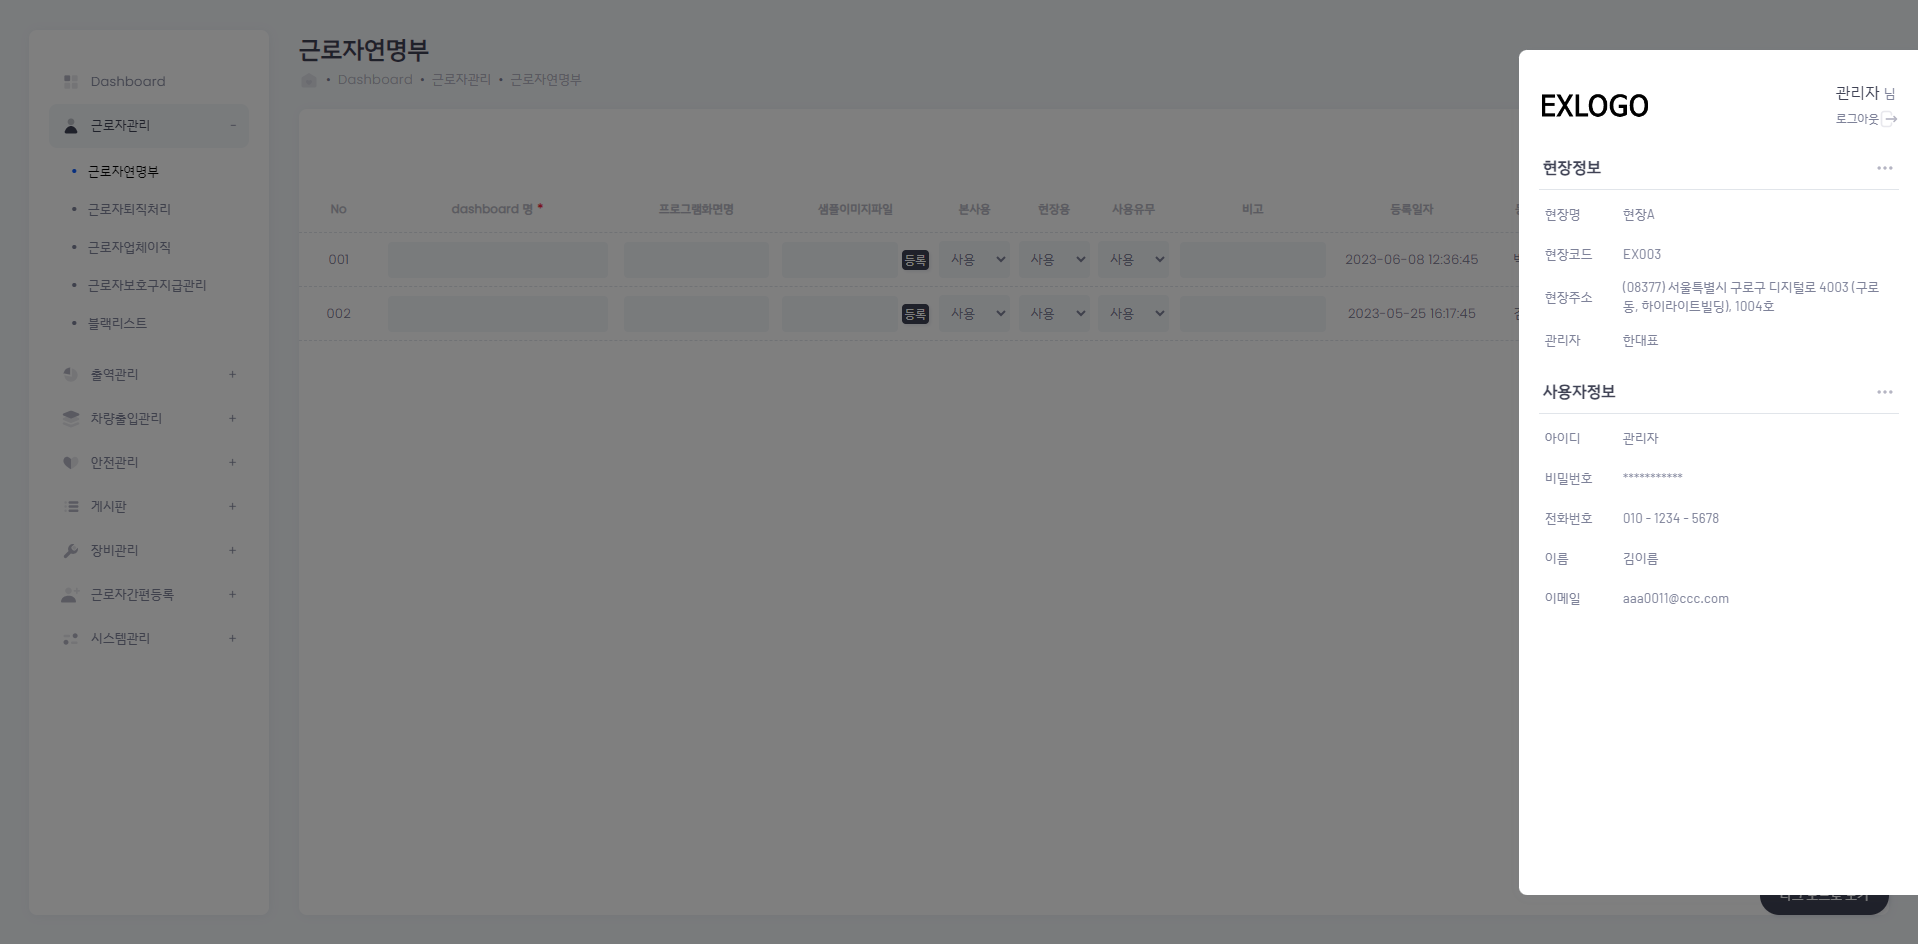 Dashboard
근로자관리 -
• 근로자연명부
• 근로자퇴직처리
• 근로자업체이직
• 근로자보호구지급관리
• 블랙리스트
출역관리 +
차량출입관리 +
안전관리 +
게시판 +
장비관리 +
근로자간편등록 +
시스템관리 +
근로자연명부
• Dashboard • 근로자관리 • 근로자연명부
No dashboard 명 * 프로그램화면명 샘플이미지파일 본사용 현장용 사용유무 비고 등록일자
001 등록 사용 사용 사용 2023-06-08 12:36:45
002 등록 사용 사용 사용 2023-05-25 16:17:45
EXLOGO
관리자 님
로그아웃
현장정보
현장명 현장A
현장코드 EX003
현장주소 (08377) 서울특별시 구로구 디지털로 4003 (구로
동, 하이라이트빌딩), 1004호
관리자 한대표
사용자정보
아이디 관리자
비밀번호 ***********
전화번호 010 - 1234 - 5678
이름 김이름
이메일 aaa0011@ccc.com